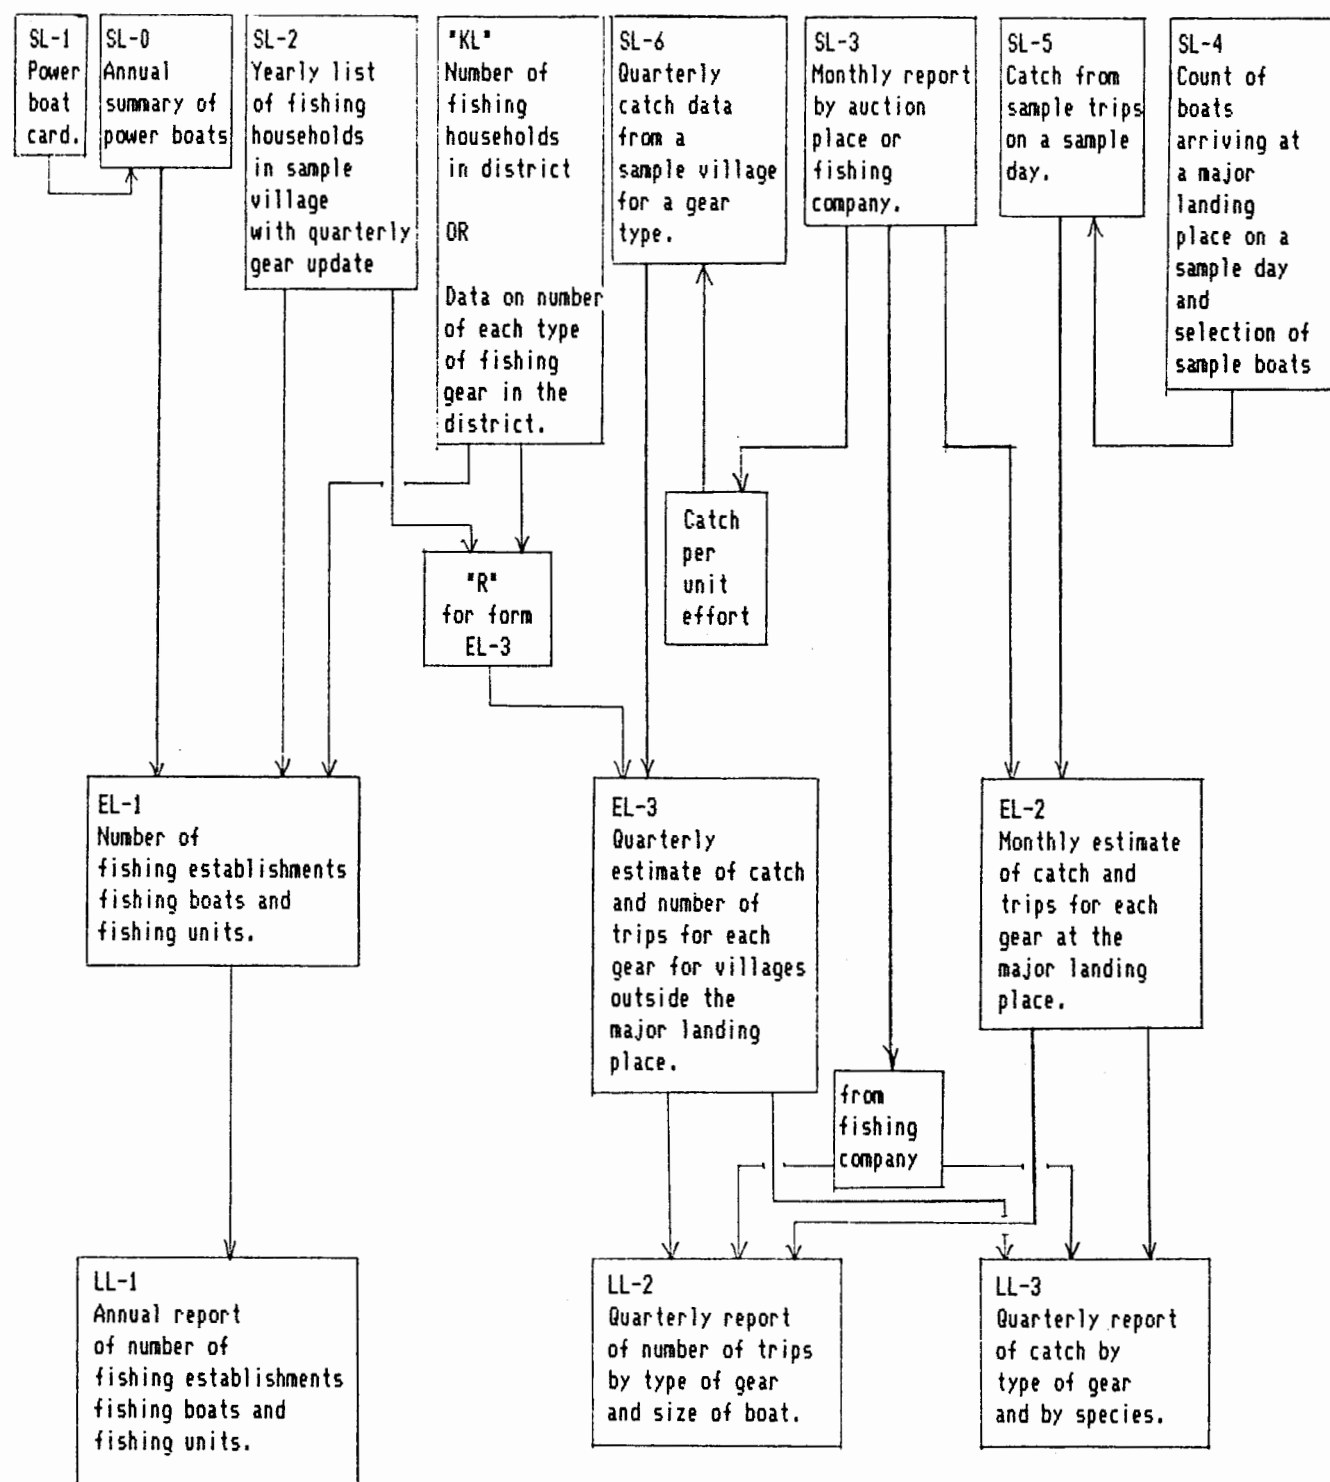 SL-1
Power
boat
card.
SL-0
Annual
summary of
power boats
SL-2
Yearly list
of fishing
households
in sample
village
with quarterly
gear update
"KL"
Number of
fishing
households
in district
OR
Data on number
of each type
of fishing
gear in the
district.
SL-6
Quarterly
catch data
from a
sample village
for a gear
type.
SL-3
Monthly report
by auction
place or
fishing
company.
SL-5
Catch from
sample trips
on a sample
day.
SL-4
Count of
boats
arriving at
a major
landing
place on a
sample day
and
selection of
sample boats
"R"
for form
EL-3
Catch
per
unit
effort
EL-1
Number of
fishing establishments
fishing boats and
fishing units.
EL-3
Quarterly
estimate of catch
and number of
trips for each
gear for villages
outside the
major landing
place.
EL-2
Monthly estimate
of catch and
trips for each
gear at the
major landing
place.
from
fishing
company
LL-1
Annual report
of number of
fishing establishments
fishing boats and
fishing units.
LL-2
Quarterly report
of number of trips
by type of gear
and size of boat.
LL-3
Quarterly report
of catch by
type of gear
and by species.